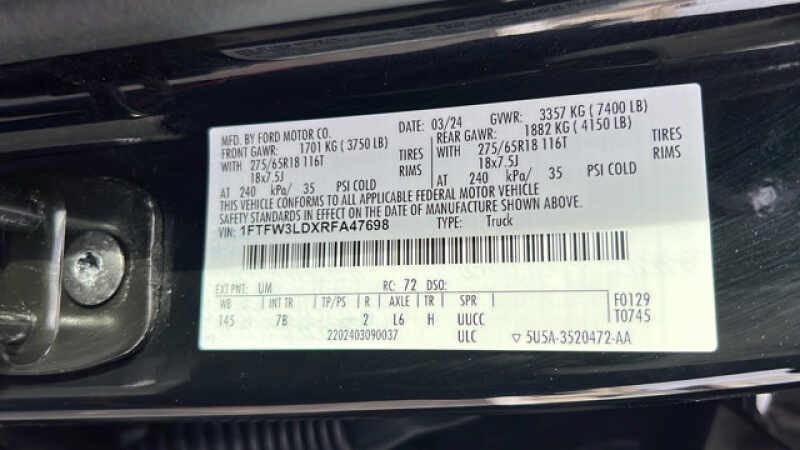 MFD. BY FORD MOTOR CO. DATE: 03/24 GVWR: 3357 KG ( 7400 LB)
FRONT GAWR: 1701 KG ( 3750 LB) REAR GAWR: 1882 KG ( 4150 LB)
WITH 275/65R18 116T TIRES WITH 275/65R18 116T TIRES
18x7.5J RIMS 18x7.5J RIMS
AT 240 kPa/ 35 PSI COLD AT 240 kPa/ 35 PSI COLD
THIS VEHICLE CONFORMS TO ALL APPLICABLE FEDERAL MOTOR VEHICLE
SAFETY STANDARDS IN EFFECT ON THE DATE OF MANUFACTURE SHOWN ABOVE.
VIN: 1FTFW3LDXRFA47698 TYPE: Truck
EXT PNT: UM RC: 72 DSO:
WB INT TR TP/PS R AXLE TR SPR F0129
145 7B 2 L6 H UUCC T0745
2202403090037 ULC ▽ 5U5A-3520472-AA